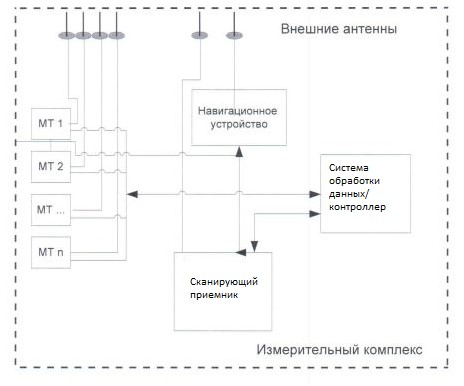 Внешние антенны
Навигационное
устройство
МТ 1
МТ 2
МТ ...
МТ n
Система
обработки
данных/
контроллер
Сканирующий
приемник
Измерительный комплекс